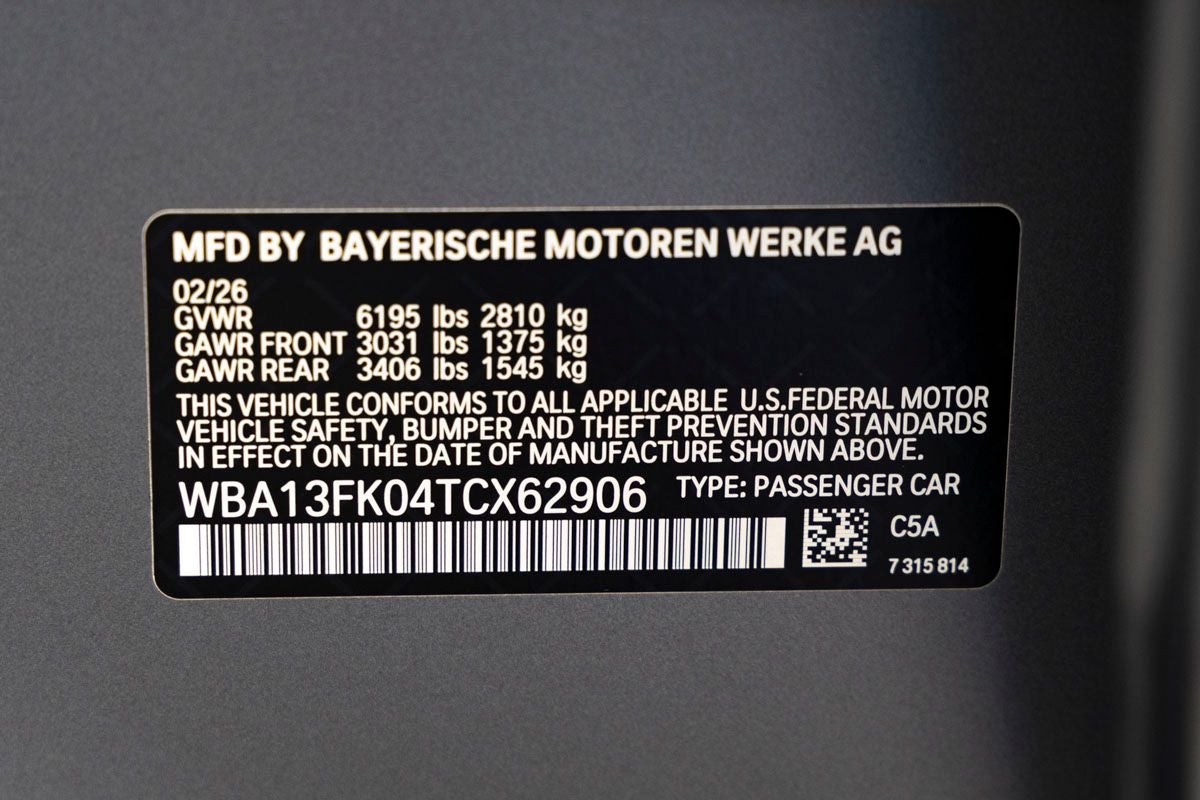 MFD BY BAYERISCHE MOTOREN WERKE AG
02/26
GVWR 6195 lbs 2810 kg
GAWR FRONT 3031 lbs 1375 kg
GAWR REAR 3406 lbs 1545 kg
THIS VEHICLE CONFORMS TO ALL APPLICABLE U.S.FEDERAL MOTOR
VEHICLE SAFETY, BUMPER AND THEFT PREVENTION STANDARDS
IN EFFECT ON THE DATE OF MANUFACTURE SHOWN ABOVE.
WBA13FK04TCX62906 TYPE: PASSENGER CAR
C5A
7 315 814